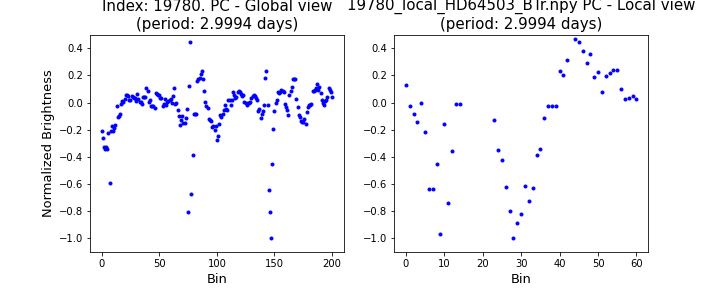 Index: 19780. PC - Global view
(period: 2.9994 days)
19780_local_HD64503_BTr.npy PC - Local view
(period: 2.9994 days)
Normalized Brightness
0.4
0.2
0.0
−0.2
−0.4
−0.6
−0.8
−1.0
0 50 100 150 200
Bin
0.4
0.2
0.0
−0.2
−0.4
−0.6
−0.8
−1.0
0 10 20 30 40 50 60
Bin